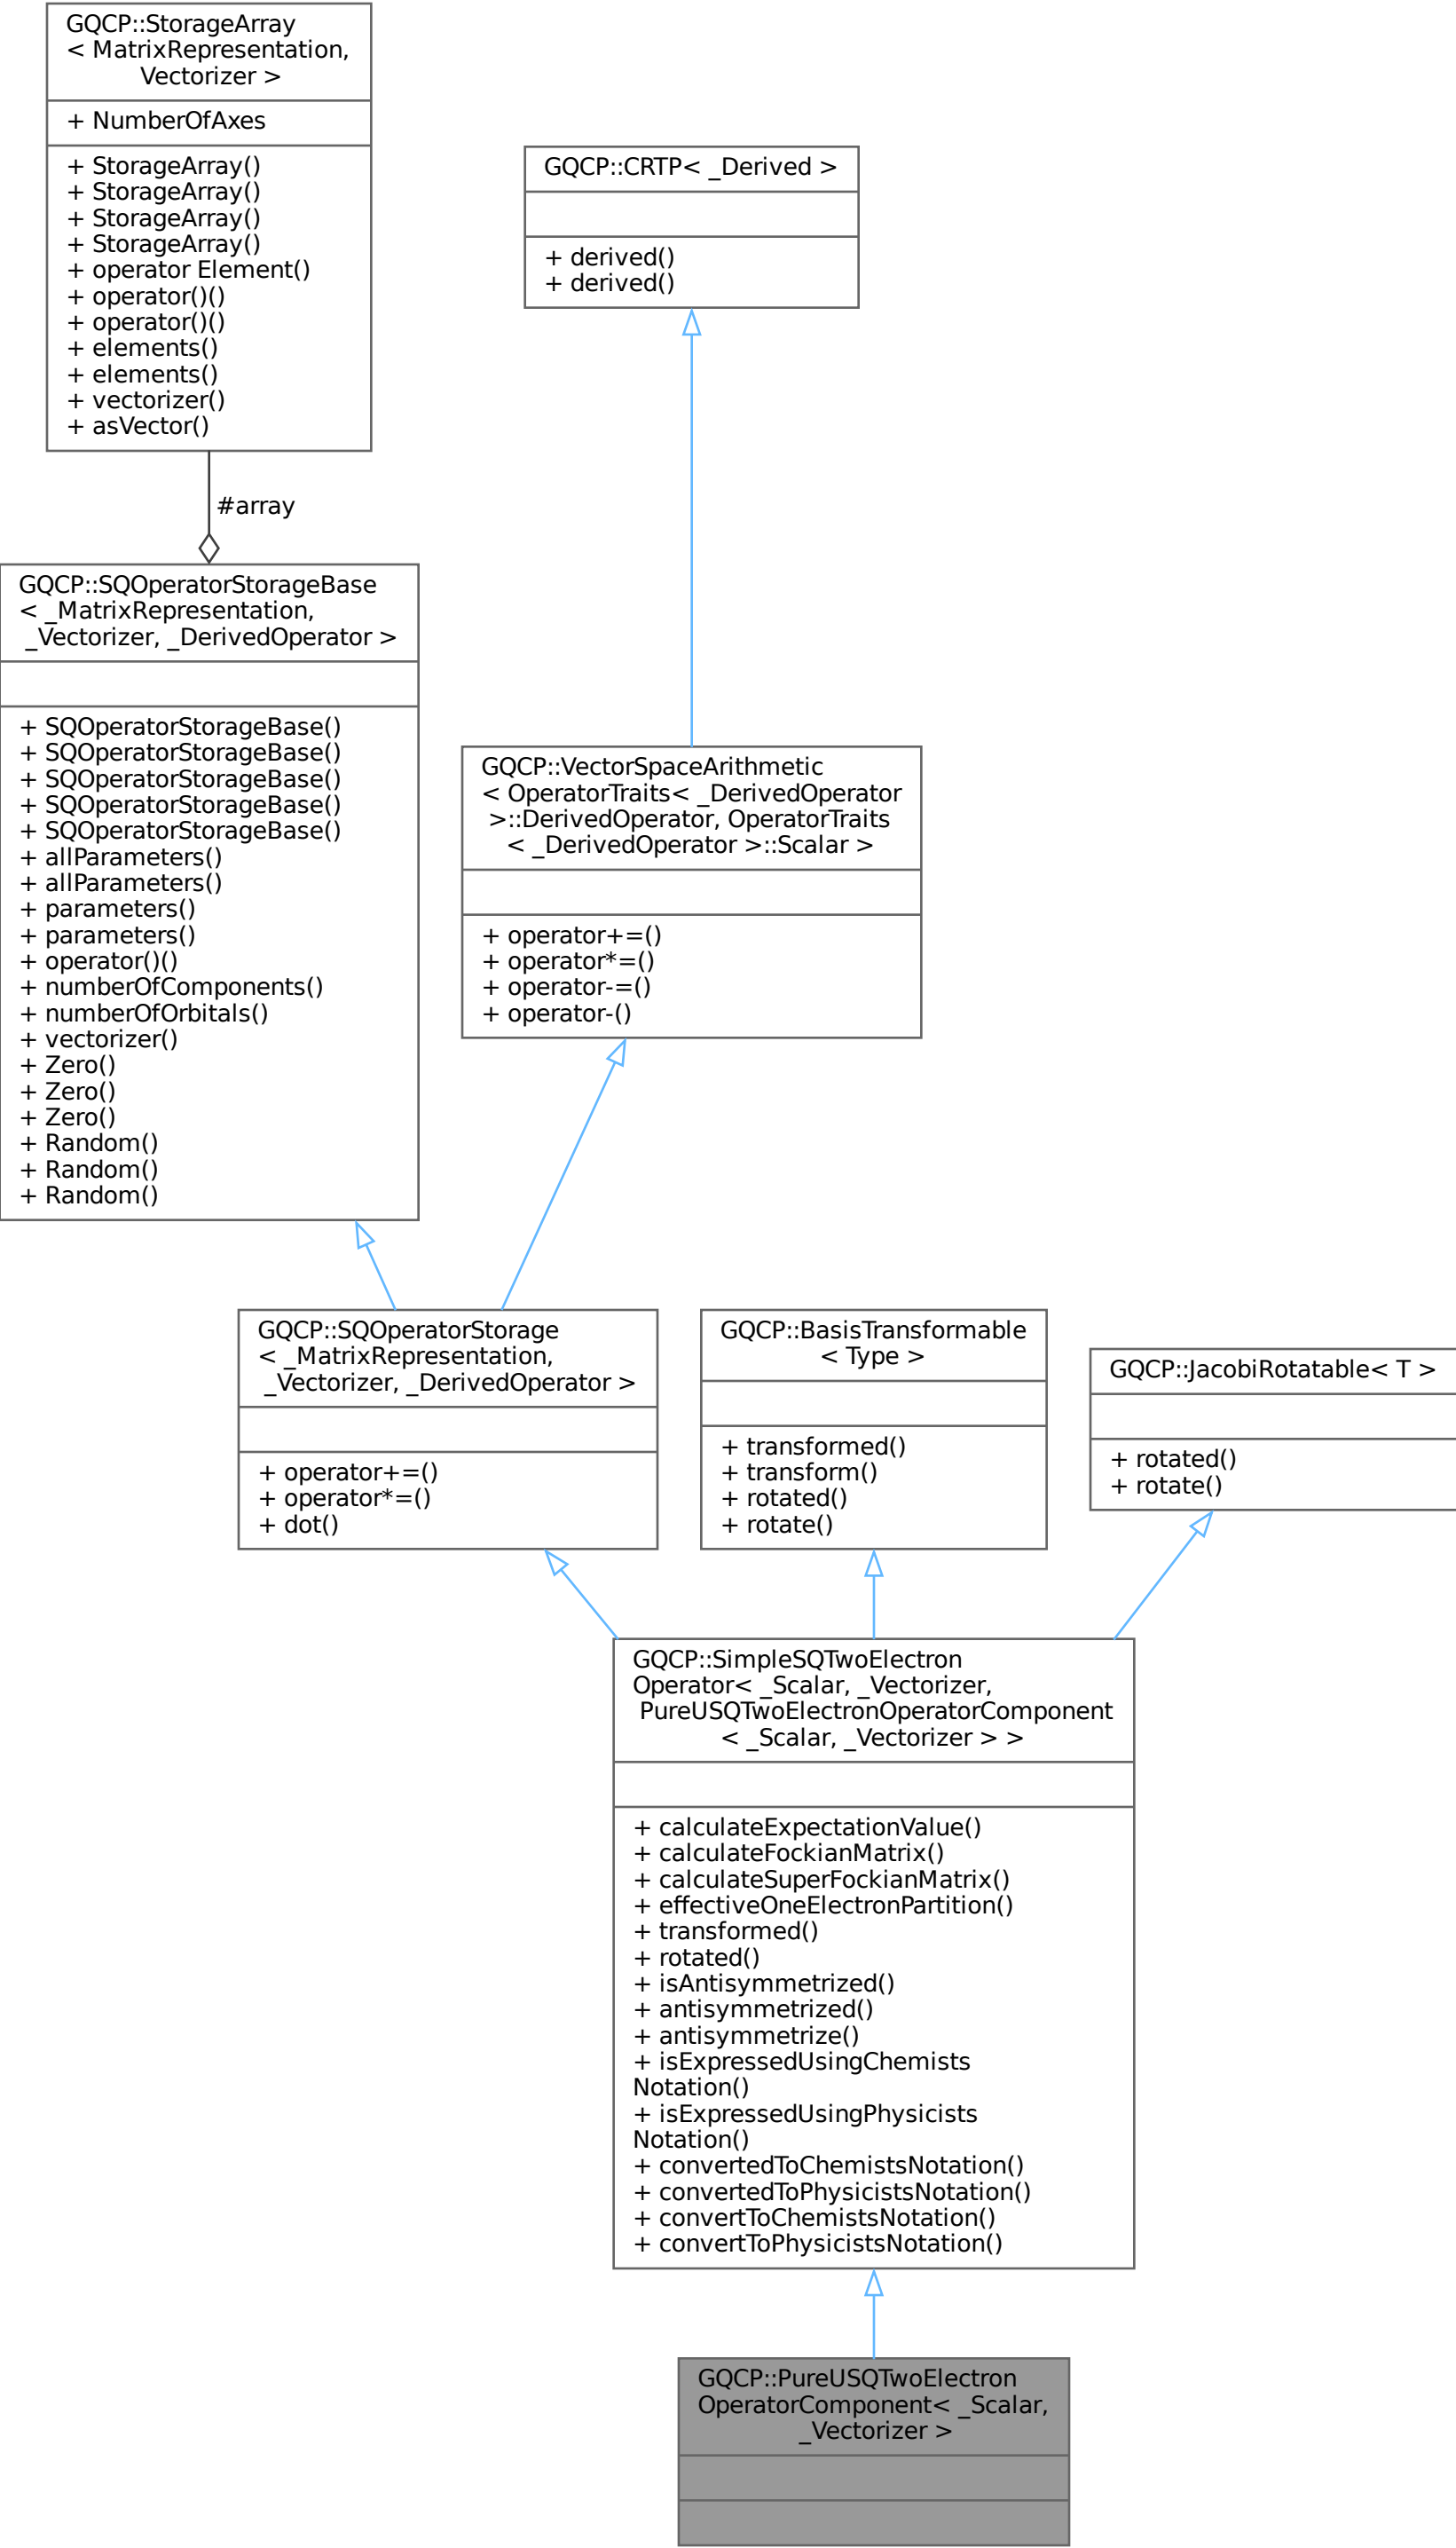 GQCP::StorageArray
< MatrixRepresentation,
Vectorizer >
+ NumberOfAxes
+ StorageArray()
+ StorageArray()
+ StorageArray()
+ StorageArray()
+ operator Element()
+ operator()()
+ operator()()
+ elements()
+ elements()
+ vectorizer()
+ asVector()
GQCP::CRTP< _Derived >
+ derived()
+ derived()
#array
GQCP::SQOperatorStorageBase
< _MatrixRepresentation,
_Vectorizer, _DerivedOperator >
+ SQOperatorStorageBase()
+ SQOperatorStorageBase()
+ SQOperatorStorageBase()
+ SQOperatorStorageBase()
+ SQOperatorStorageBase()
+ allParameters()
+ allParameters()
+ parameters()
+ parameters()
+ operator()()
+ numberOfComponents()
+ numberOfOrbitals()
+ vectorizer()
+ Zero()
+ Zero()
+ Zero()
+ Random()
+ Random()
+ Random()
GQCP::VectorSpaceArithmetic
< OperatorTraits< _DerivedOperator
>::DerivedOperator, OperatorTraits
< _DerivedOperator >::Scalar >
+ operator+=()
+ operator*=()
+ operator-=()
+ operator-()
GQCP::SQOperatorStorage
< _MatrixRepresentation,
_Vectorizer, _DerivedOperator >
+ operator+=()
+ operator*=()
+ dot()
GQCP::BasisTransformable
< Type >
+ transformed()
+ transform()
+ rotated()
+ rotate()
GQCP::JacobiRotatable< T >
+ rotated()
+ rotate()
GQCP::SimpleSQTwoElectron
Operator< _Scalar, _Vectorizer,
PureUSQTwoElectronOperatorComponent
< _Scalar, _Vectorizer > >
+ calculateExpectationValue()
+ calculateFockianMatrix()
+ calculateSuperFockianMatrix()
+ effectiveOneElectronPartition()
+ transformed()
+ rotated()
+ isAntisymmetrized()
+ antisymmetrized()
+ antisymmetrize()
+ isExpressedUsingChemists
Notation()
+ isExpressedUsingPhysicists
Notation()
+ convertedToChemistsNotation()
+ convertedToPhysicistsNotation()
+ convertToChemistsNotation()
+ convertToPhysicistsNotation()
GQCP::PureUSQTwoElectron
OperatorComponent< _Scalar,
_Vectorizer >